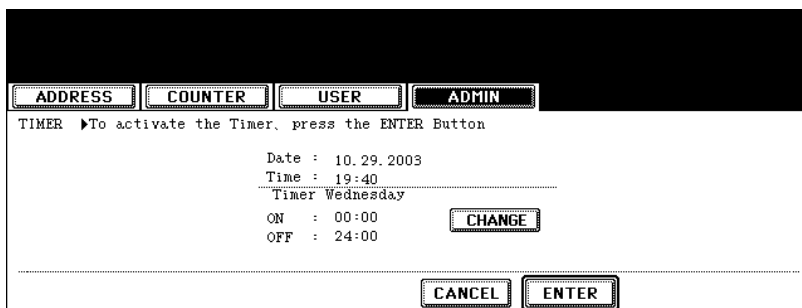 ADDRESS COUNTER USER ADMIN
TIMER ▶To activate the Timer, press the ENTER Button
Date : 10.29.2003
Time : 19:40
Timer Wednesday
ON : 00:00 CHANGE
OFF : 24:00
CANCEL ENTER